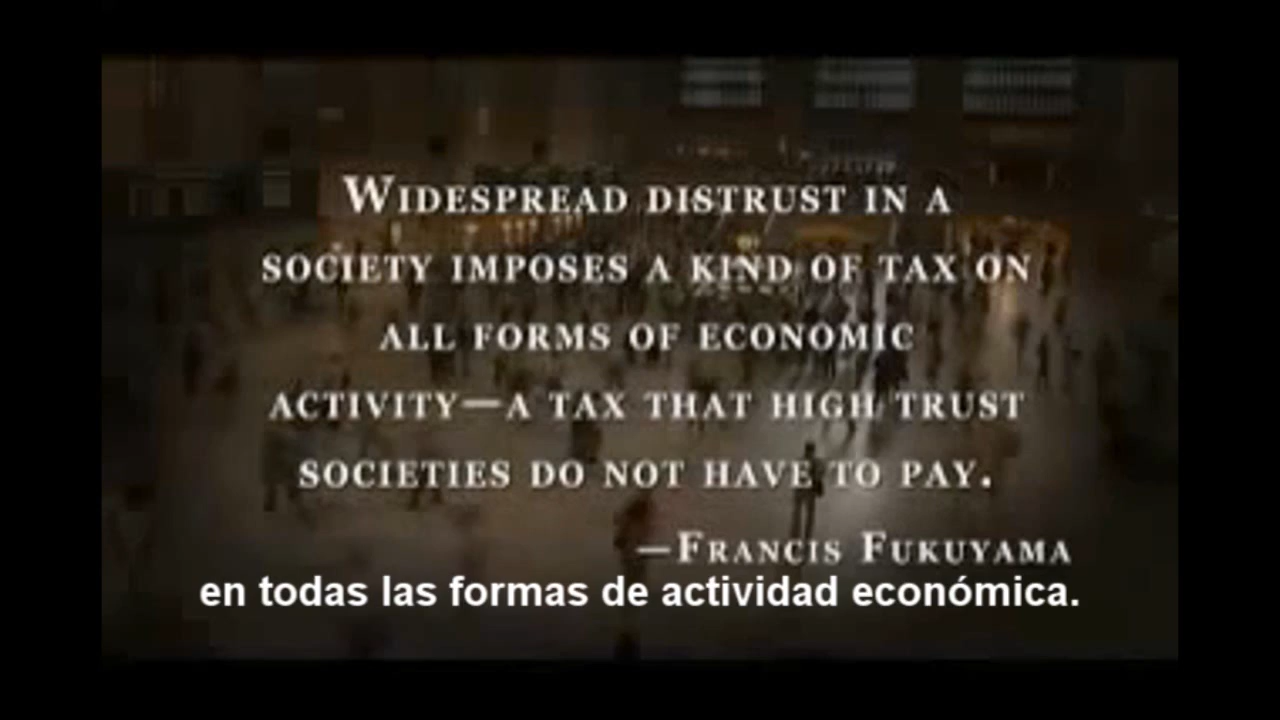 WIDESPREAD DISTRUST IN A
SOCIETY IMPOSES A KIND OF TAX ON
ALL FORMS OF ECONOMIC
ACTIVITY—A TAX THAT HIGH TRUST
SOCIETIES DO NOT HAVE TO PAY.
—FRANCIS FUKUYAMA
en todas las formas de actividad económica.